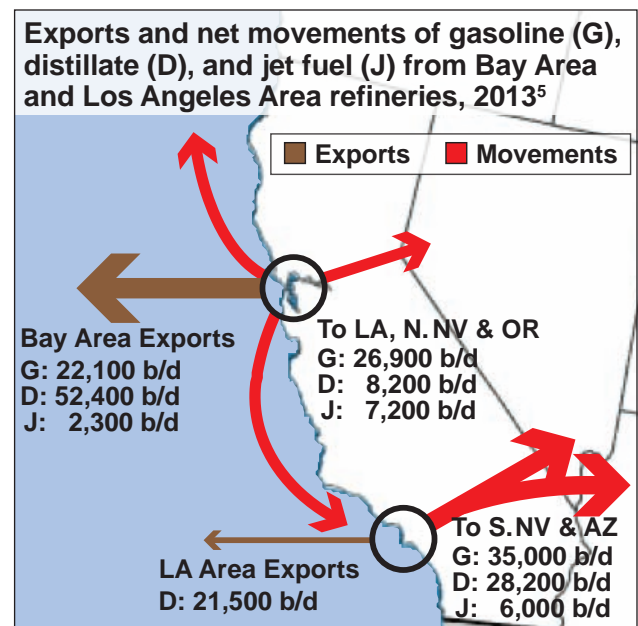 Exports and net movements of gasoline (G),
distillate (D), and jet fuel (J) from Bay Area
and Los Angeles Area refineries, 2013⁵
Exports Movements
Bay Area Exports
G: 22,100 b/d
D: 52,400 b/d
J: 2,300 b/d
To LA, N.NV & OR
G: 26,900 b/d
D: 8,200 b/d
J: 7,200 b/d
LA Area Exports
D: 21,500 b/d
To S.NV & AZ
G: 35,000 b/d
D: 28,200 b/d
J: 6,000 b/d